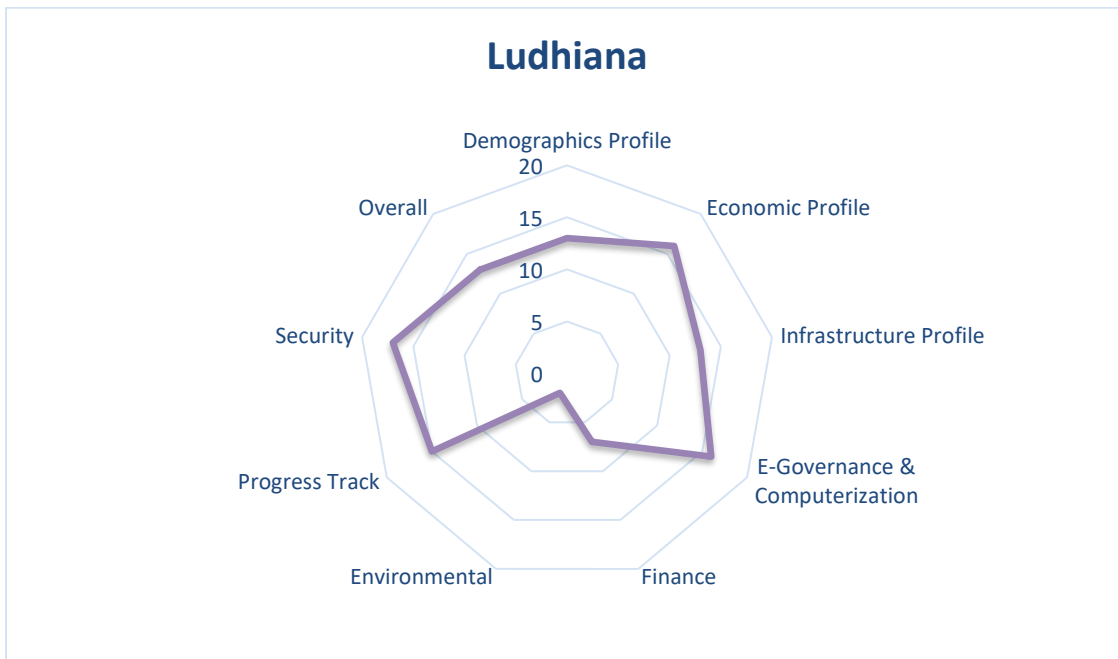 Ludhiana
Demographics Profile
20
Overall
Economic Profile
15
10
Security
Infrastructure Profile
5
0
E-Governance &
Computerization
Progress Track
Environmental
Finance